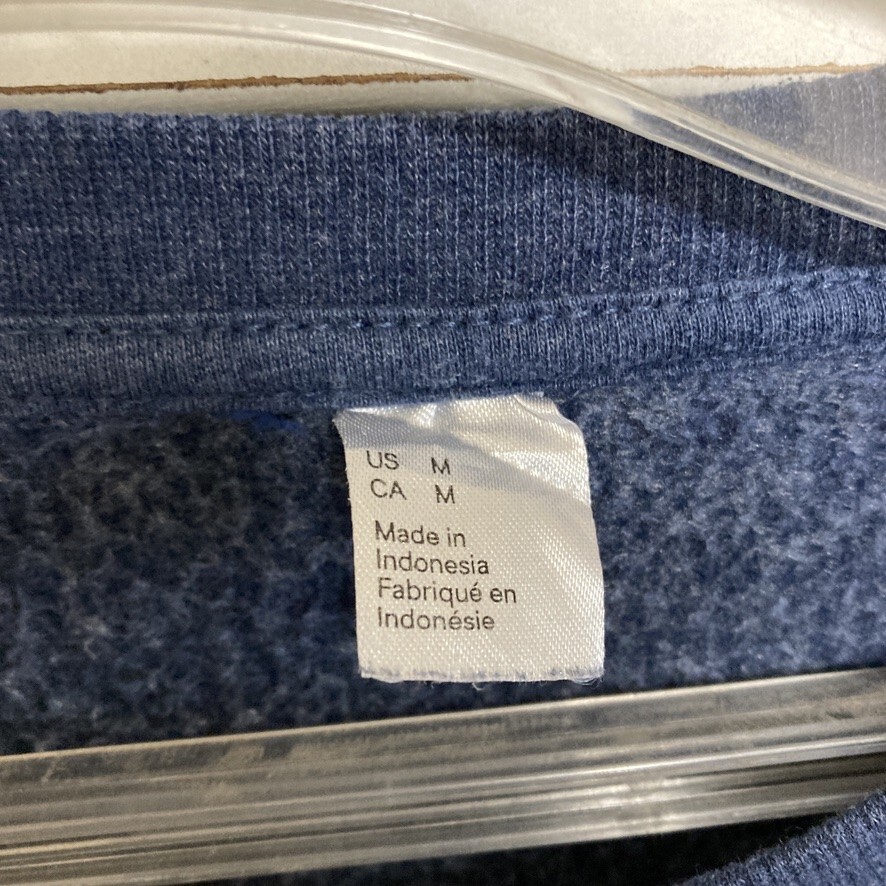 US M
CA M
Made in
Indonesia
Fabriqué en
Indonésie